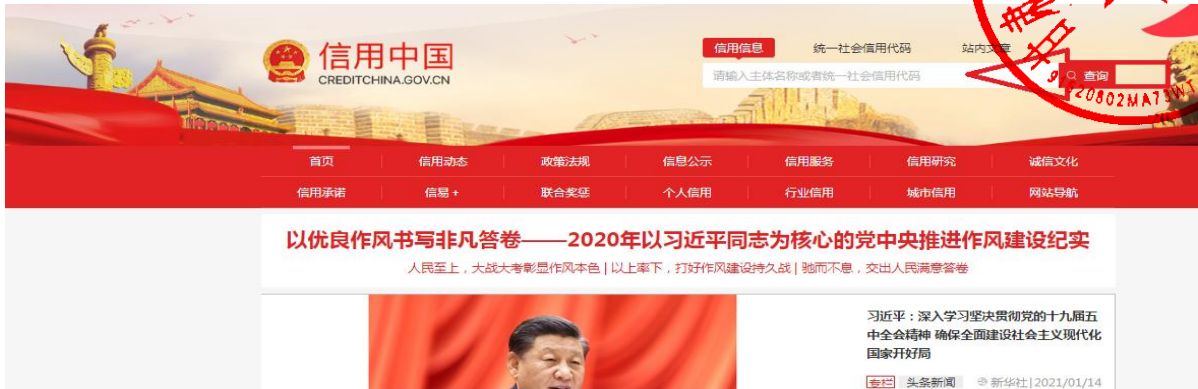 信用中国
CREDITCHINA.GOV.CN
信用信息 统一社会信用代码 站内文章
请输入主体名称或者统一社会信用代码 查询
首页 信用动态 政策法规 信息公示 信用服务 信用研究 诚信文化
信用承诺 信易+ 联合奖惩 个人信用 行业信用 城市信用 网站导航
以优良作风书写非凡答卷——2020年以习近平同志为核心的党中央推进作风建设纪实
人民至上，大战大考彰显作风本色|以上率下，打好作风建设持久战|驰而不息，交出人民满意答卷
习近平：深入学习坚决贯彻党的十九届五
中全会精神 确保全面建设社会主义现代化
国家开好局
专栏 头条新闻 新华社|2021/01/14